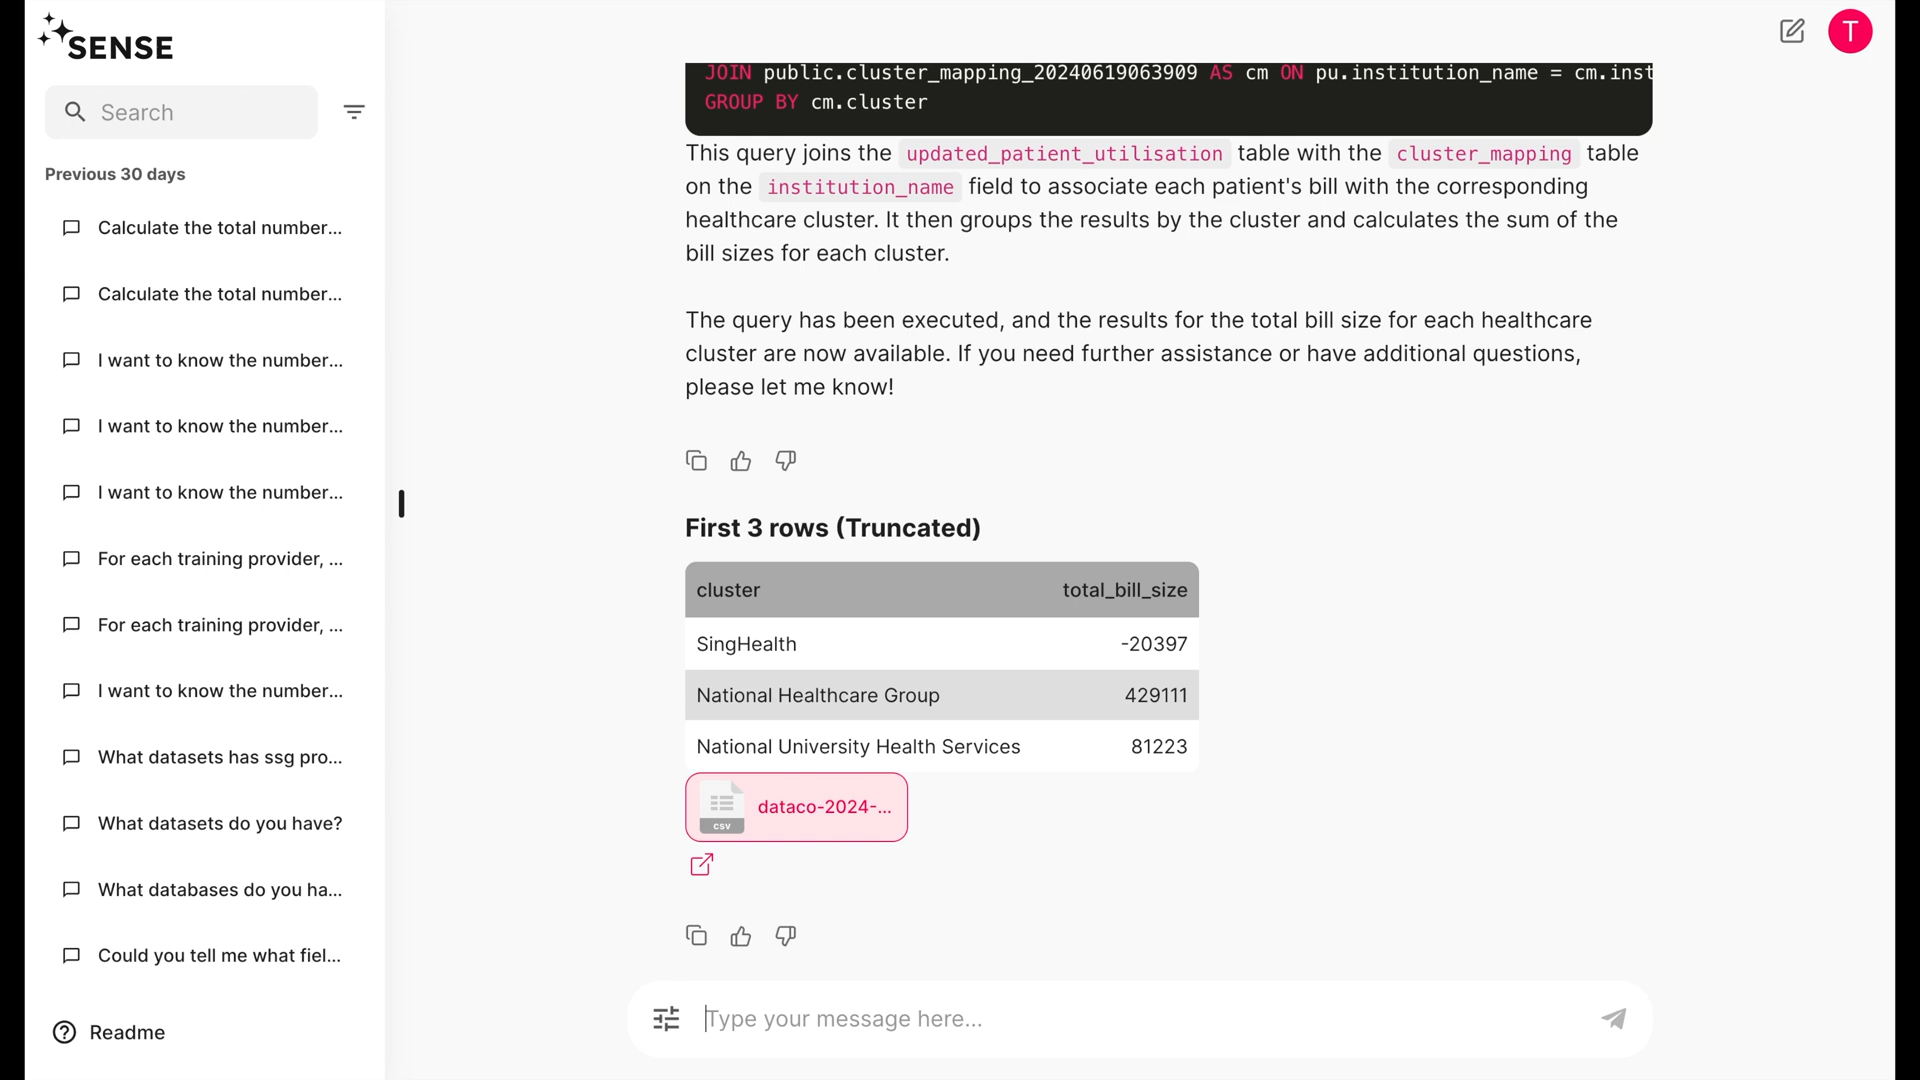 SENSE
Search
Previous 30 days
Calculate the total number...
Calculate the total number...
I want to know the number...
I want to know the number...
I want to know the number...
For each training provider, ...
For each training provider, ...
I want to know the number...
What datasets has ssg pro...
What datasets do you have?
What databases do you ha...
Could you tell me what fiel...
Readme
T
JOIN public.cluster_mapping_20240619063909 AS cm ON pu.institution_name = cm.inst
GROUP BY cm.cluster
This query joins the updated_patient_utilisation table with the cluster_mapping table
on the institution_name field to associate each patient's bill with the corresponding
healthcare cluster. It then groups the results by the cluster and calculates the sum of the
bill sizes for each cluster.
The query has been executed, and the results for the total bill size for each healthcare
cluster are now available. If you need further assistance or have additional questions,
please let me know!
First 3 rows (Truncated)
cluster total_bill_size
SingHealth -20397
National Healthcare Group 429111
National University Health Services 81223
csv
dataco-2024-...
Type your message here...